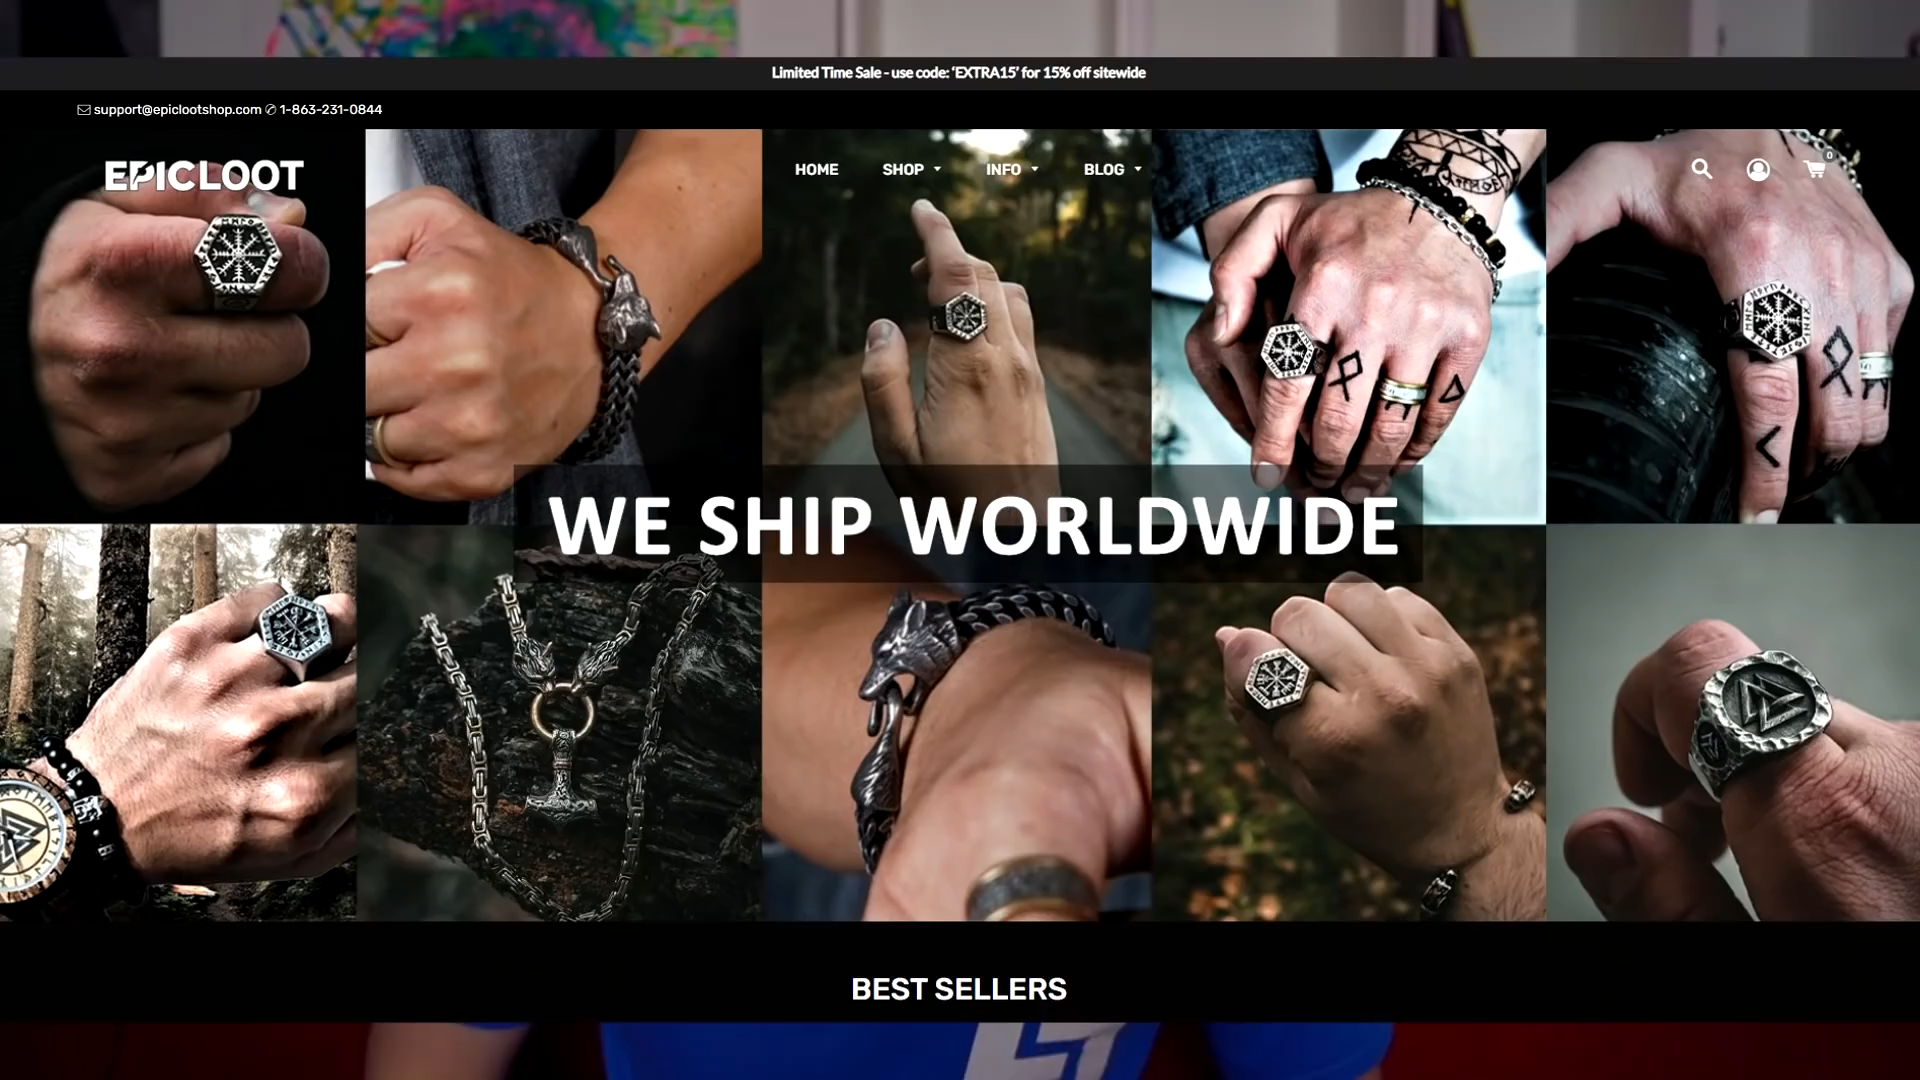 Limited Time Sale - use code: 'EXTRA15' for 15% off sitewide
support@epiclootshop.com 1-863-231-0844
EPICLOOT
HOME SHOP INFO BLOG
0
WE SHIP WORLDWIDE
BEST SELLERS